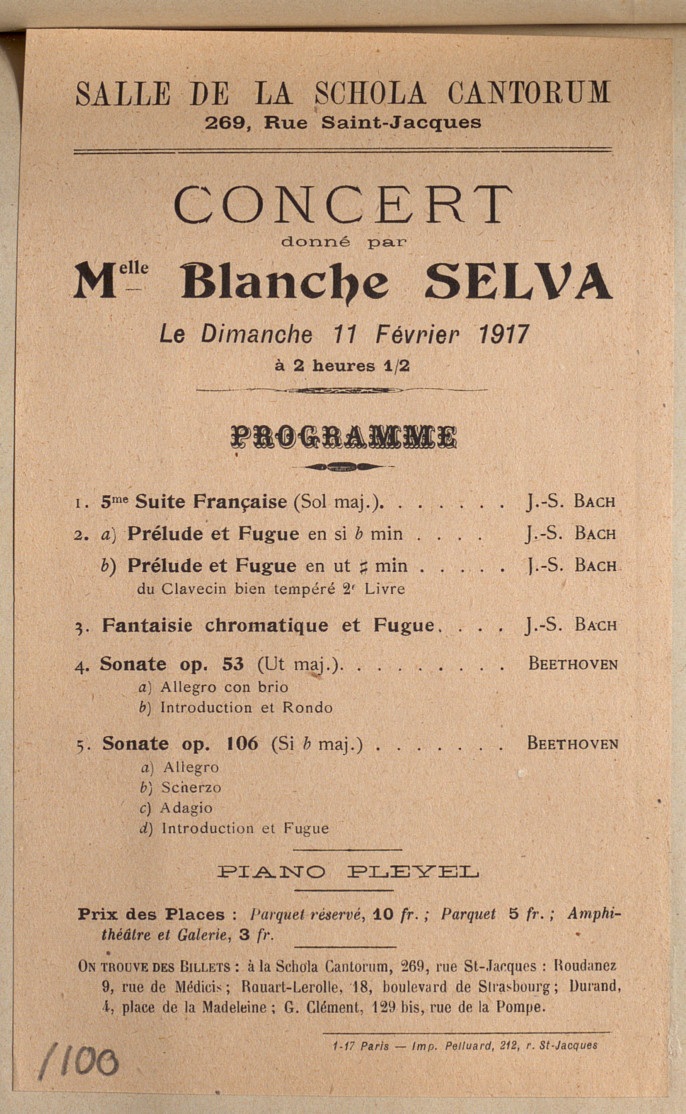 SALLE DE LA SCHOLA CANTORUM
269, Rue Saint-Jacques
CONCERT
donné par
Melle Blanche SELVA
Le Dimanche 11 Février 1917
à 2 heures 1/2
PROGRAMME
1. 5me Suite Française (Sol maj.). . . . . . . J.-S. BACH
2. a) Prélude et Fugue en si b min . . . . J.-S. BACH
b) Prélude et Fugue en ut ♯ min . . . . . J.-S. BACH
du Clavecin bien tempéré 2e Livre
3. Fantaisie chromatique et Fugue. . . . J.-S. BACH
4. Sonate op. 53 (Ut maj.). . . . . . . . . BEETHOVEN
a) Allegro con brio
b) Introduction et Rondo
5. Sonate op. 106 (Si b maj.) . . . . . . . BEETHOVEN
a) Allegro
b) Scherzo
c) Adagio
d) Introduction et Fugue
PIANO PLEYEL
Prix des Places : Parquet réservé, 10 fr. ; Parquet 5 fr. ; Amphi-
théâtre et Galerie, 3 fr.
ON TROUVE DES BILLETS : à la Schola Cantorum, 269, rue St-Jacques : Roudanez
9, rue de Médicis ; Rouart-Lerolle, 18, boulevard de Strasbourg ; Durand,
4, place de la Madeleine ; G. Clément, 129 bis, rue de la Pompe.
1-17 Paris — Imp. Pelluard, 212, r. St-Jacques
/100